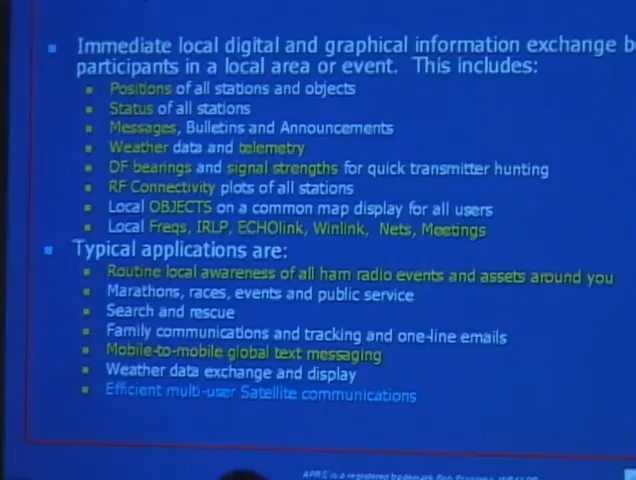 Immediate local digital and graphical information exchange b
participants in a local area or event. This includes:
Positions of all stations and objects
Status of all stations
Messages, Bulletins and Announcements
Weather data and telemetry
DF bearings and signal strengths for quick transmitter hunting
RF Connectivity plots of all stations
Local OBJECTS on a common map display for all users
Local Freqs, IRLP, ECHOlink, Winlink, Nets, Meetings
Typical applications are:
Routine local awareness of all ham radio events and assets around you
Marathons, races, events and public service
Search and rescue
Family communications and tracking and one-line emails
Mobile-to-mobile global text messaging
Weather data exchange and display
Efficient multi-user Satellite communications
APRS is a registered trademark